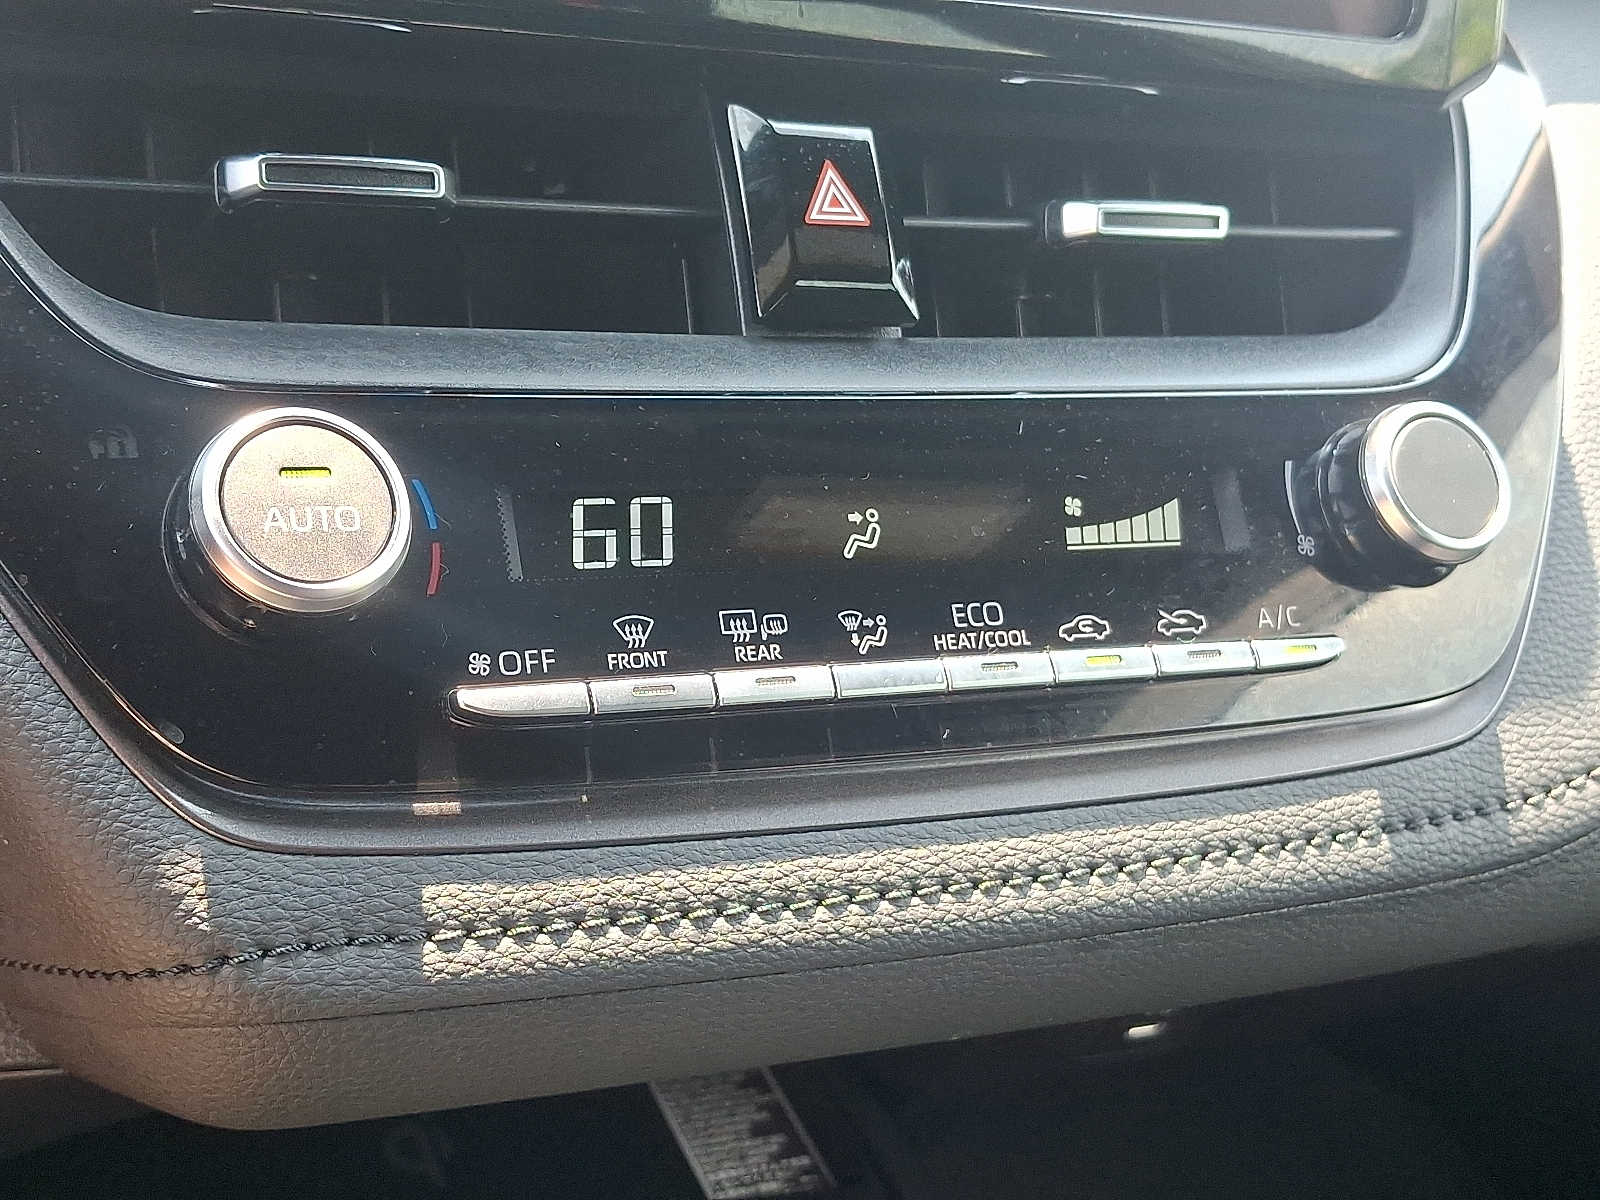 AUTO
60
OFF
FRONT
REAR
ECO
HEAT/COOL
A/C